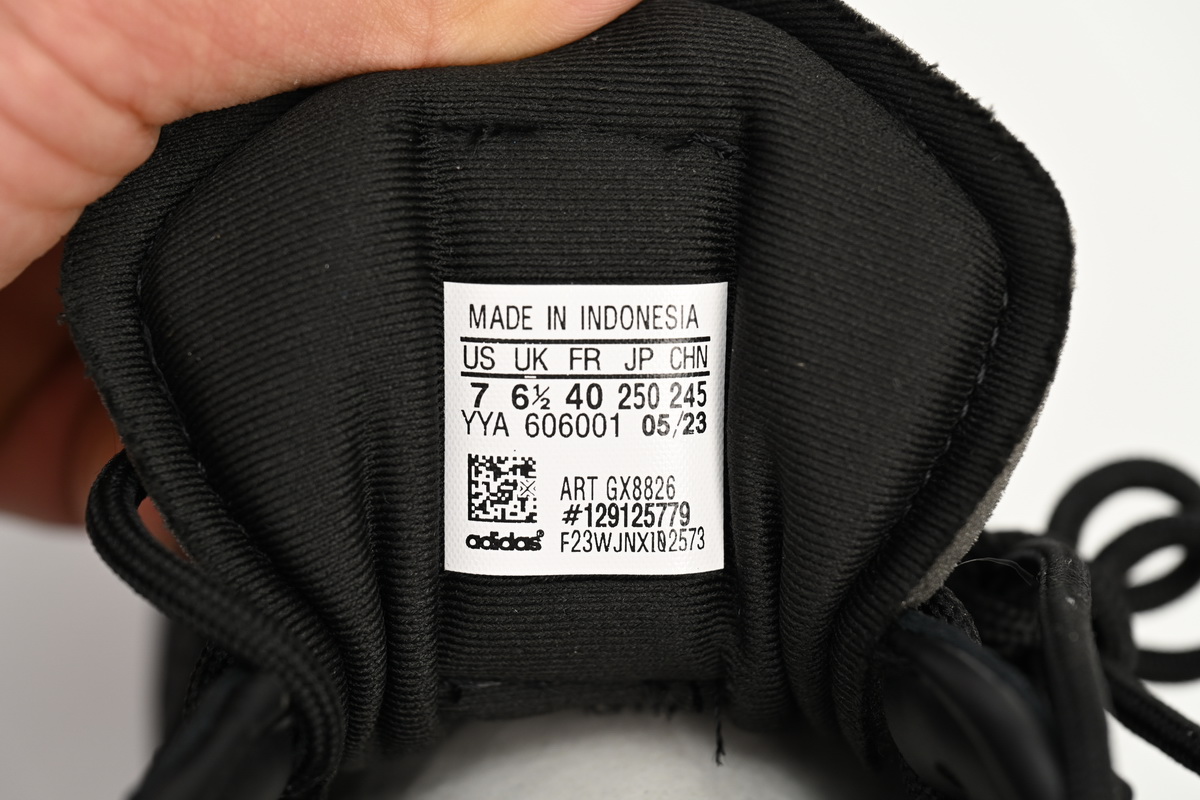 MADE IN INDONESIA
US UK FR JP CHN
7 6½ 40 250 245
YYA 606001 05/23
ART GX8826
#129125779
adidas® F23WJNX102573